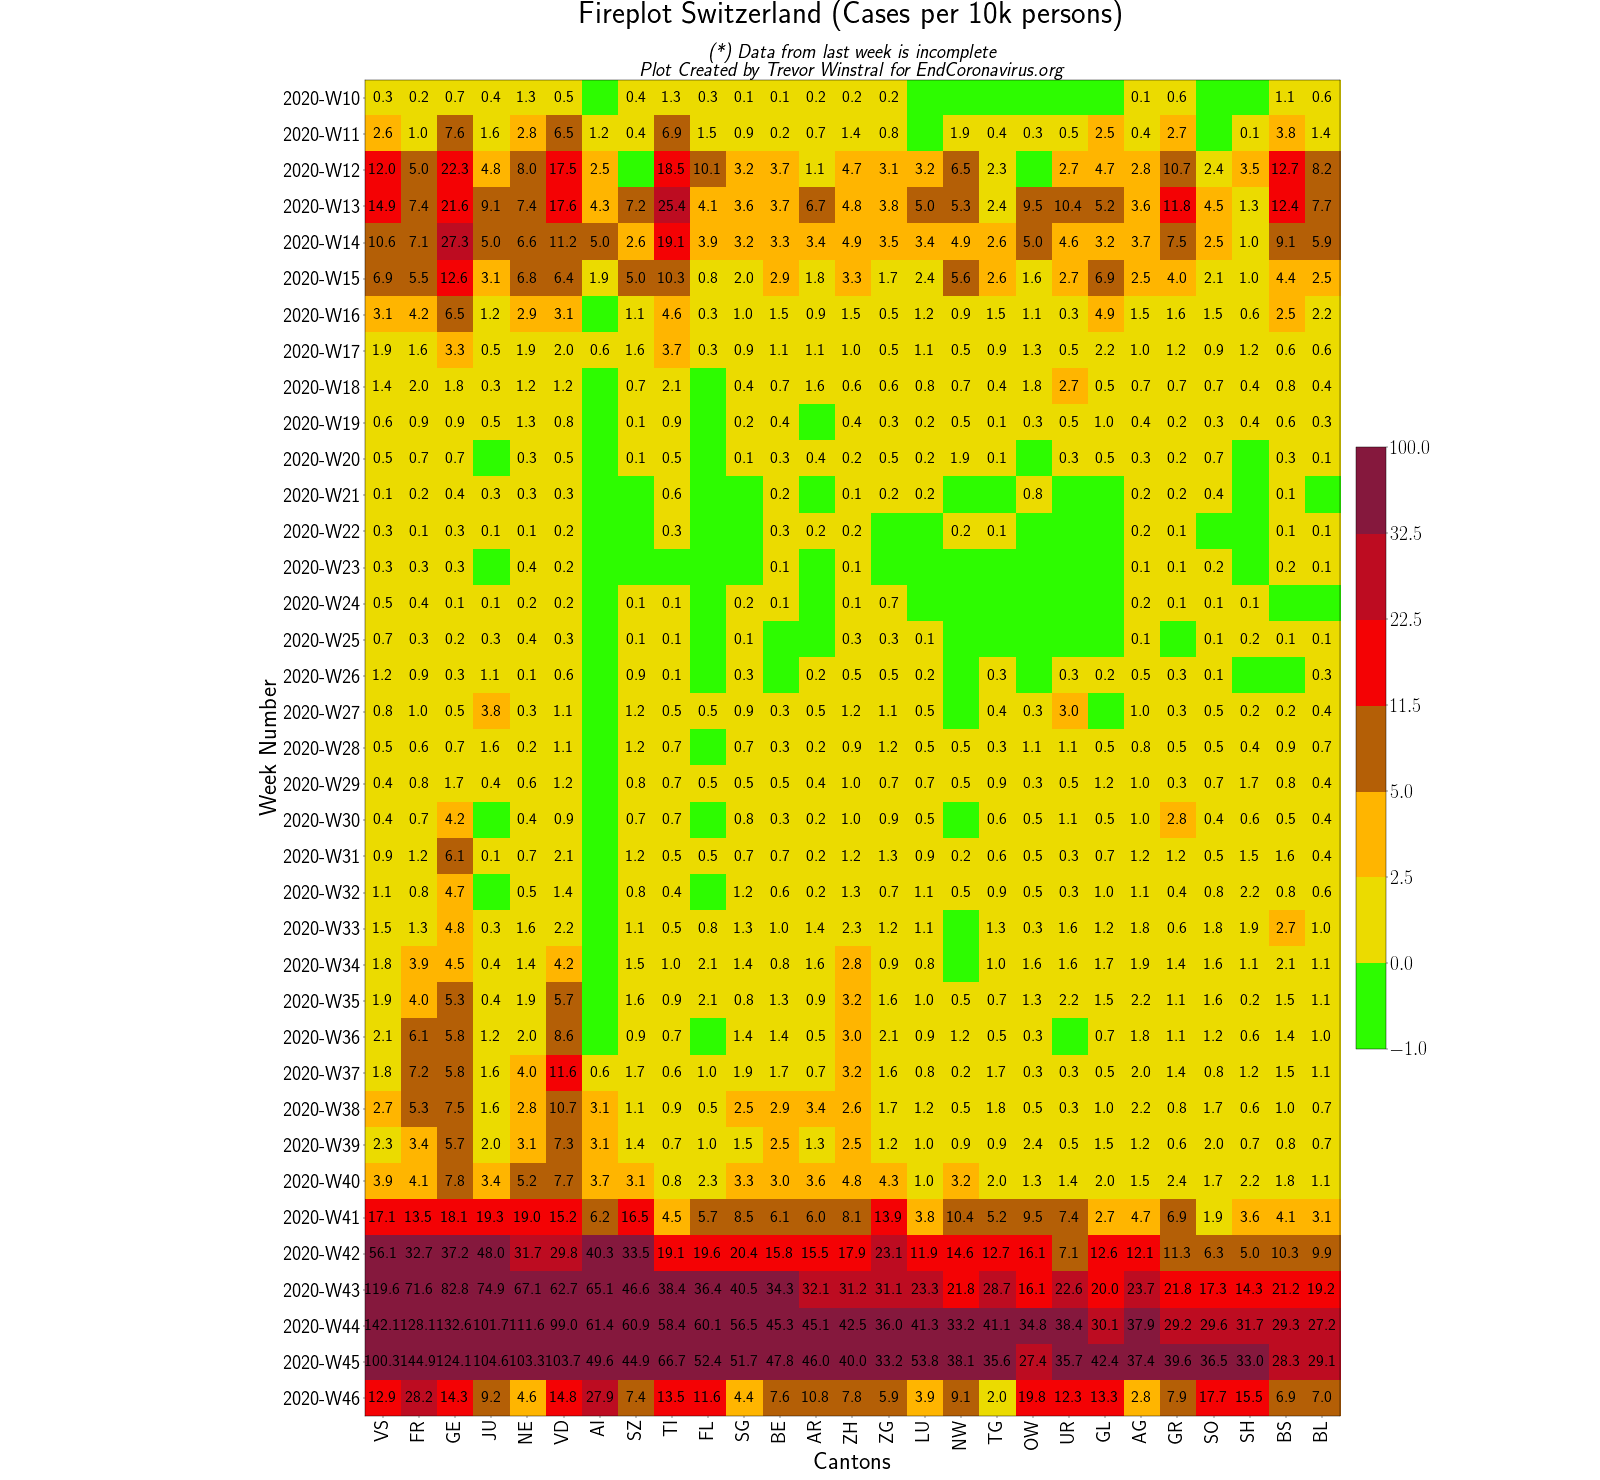 Fireplot Switzerland (Cases per 10k persons)
(*) Data from last week is incomplete
Plot Created by Trevor Winstral for EndCoronavirus.org
2020-W10 0.3 0.2 0.7 0.4 1.3 0.5 0.4 1.3 0.3 0.1 0.1 0.2 0.2 0.2 0.1 0.6 1.1 0.6
2020-W11 2.6 1.0 7.6 1.6 2.8 6.5 1.2 0.4 6.9 1.5 0.9 0.2 0.7 1.4 0.8 1.9 0.4 0.3 0.5 2.5 0.4 2.7 0.1 3.8 1.4
2020-W12 12.0 5.0 22.3 4.8 8.0 17.5 2.5 18.5 10.1 3.2 3.7 1.1 4.7 3.1 3.2 6.5 2.3 2.7 4.7 2.8 10.7 2.4 3.5 12.7 8.2
2020-W13 14.9 7.4 21.6 9.1 7.4 17.6 4.3 7.2 25.4 4.1 3.6 3.7 6.7 4.8 3.8 5.0 5.3 2.4 9.5 10.4 5.2 3.6 11.8 4.5 1.3 12.4 7.7
2020-W14 10.6 7.1 27.3 5.0 6.6 11.2 5.0 2.6 19.1 3.9 3.2 3.3 3.4 4.9 3.5 3.4 4.9 2.6 5.0 4.6 3.2 3.7 7.5 2.5 1.0 9.1 5.9
2020-W15 6.9 5.5 12.6 3.1 6.8 6.4 1.9 5.0 10.3 0.8 2.0 2.9 1.8 3.3 1.7 2.4 5.6 2.6 1.6 2.7 6.9 2.5 4.0 2.1 1.0 4.4 2.5
2020-W16 3.1 4.2 6.5 1.2 2.9 3.1 1.1 4.6 0.3 1.0 1.5 0.9 1.5 0.5 1.2 0.9 1.5 1.1 0.3 4.9 1.5 1.6 1.5 0.6 2.5 2.2
2020-W17 1.9 1.6 3.3 0.5 1.9 2.0 0.6 1.6 3.7 0.3 0.9 1.1 1.1 1.0 0.5 1.1 0.5 0.9 1.3 0.5 2.2 1.0 1.2 0.9 1.2 0.6 0.6
2020-W18 1.4 2.0 1.8 0.3 1.2 1.2 0.7 2.1 0.4 0.7 1.6 0.6 0.6 0.8 0.7 0.4 1.8 2.7 0.5 0.7 0.7 0.7 0.4 0.8 0.4
2020-W19 0.6 0.9 0.9 0.5 1.3 0.8 0.1 0.9 0.2 0.4 0.4 0.3 0.2 0.5 0.1 0.3 0.5 1.0 0.4 0.2 0.3 0.4 0.6 0.3
2020-W20 0.5 0.7 0.7 0.3 0.5 0.1 0.5 0.1 0.3 0.4 0.2 0.5 0.2 1.9 0.1 0.3 0.5 0.3 0.2 0.7 0.3 0.1
2020-W21 0.1 0.2 0.4 0.3 0.3 0.3 0.6 0.2 0.1 0.2 0.2 0.8 0.2 0.2 0.4 0.1
2020-W22 0.3 0.1 0.3 0.1 0.1 0.2 0.3 0.3 0.2 0.2 0.2 0.1 0.2 0.1 0.1 0.1
2020-W23 0.3 0.3 0.3 0.4 0.2 0.1 0.1 0.1 0.1 0.2 0.2 0.1
2020-W24 0.5 0.4 0.1 0.1 0.2 0.2 0.1 0.1 0.2 0.1 0.1 0.7 0.2 0.1 0.1 0.1
2020-W25 0.7 0.3 0.2 0.3 0.4 0.3 0.1 0.1 0.1 0.3 0.3 0.1 0.1 0.1 0.2 0.1 0.1
2020-W26 1.2 0.9 0.3 1.1 0.1 0.6 0.9 0.1 0.3 0.2 0.5 0.5 0.2 0.3 0.3 0.2 0.5 0.3 0.1 0.3
2020-W27 0.8 1.0 0.5 3.8 0.3 1.1 1.2 0.5 0.5 0.9 0.3 0.5 1.2 1.1 0.5 0.4 0.3 3.0 1.0 0.3 0.5 0.2 0.2 0.4
2020-W28 0.5 0.6 0.7 1.6 0.2 1.1 1.2 0.7 0.7 0.3 0.2 0.9 1.2 0.5 0.5 0.3 1.1 1.1 0.5 0.8 0.5 0.5 0.4 0.9 0.7
2020-W29 0.4 0.8 1.7 0.4 0.6 1.2 0.8 0.7 0.5 0.5 0.5 0.4 1.0 0.7 0.7 0.5 0.9 0.3 0.5 1.2 1.0 0.3 0.7 1.7 0.8 0.4
2020-W30 0.4 0.7 4.2 0.4 0.9 0.7 0.7 0.8 0.3 0.2 1.0 0.9 0.5 0.6 0.5 1.1 0.5 1.0 2.8 0.4 0.6 0.5 0.4
2020-W31 0.9 1.2 6.1 0.1 0.7 2.1 1.2 0.5 0.5 0.7 0.7 0.2 1.2 1.3 0.9 0.2 0.6 0.5 0.3 0.7 1.2 1.2 0.5 1.5 1.6 0.4
2020-W32 1.1 0.8 4.7 0.5 1.4 0.8 0.4 1.2 0.6 0.2 1.3 0.7 1.1 0.5 0.9 0.5 0.3 1.0 1.1 0.4 0.8 2.2 0.8 0.6
2020-W33 1.5 1.3 4.8 0.3 1.6 2.2 1.1 0.5 0.8 1.3 1.0 1.4 2.3 1.2 1.1 1.3 0.3 1.6 1.2 1.8 0.6 1.8 1.9 2.7 1.0
2020-W34 1.8 3.9 4.5 0.4 1.4 4.2 1.5 1.0 2.1 1.4 0.8 1.6 2.8 0.9 0.8 1.0 1.6 1.6 1.7 1.9 1.4 1.6 1.1 2.1 1.1
2020-W35 1.9 4.0 5.3 0.4 1.9 5.7 1.6 0.9 2.1 0.8 1.3 0.9 3.2 1.6 1.0 0.5 0.7 1.3 2.2 1.5 2.2 1.1 1.6 0.2 1.5 1.1
2020-W36 2.1 6.1 5.8 1.2 2.0 8.6 0.9 0.7 1.4 1.4 0.5 3.0 2.1 0.9 1.2 0.5 0.3 0.7 1.8 1.1 1.2 0.6 1.4 1.0
2020-W37 1.8 7.2 5.8 1.6 4.0 11.6 0.6 1.7 0.6 1.0 1.9 1.7 0.7 3.2 1.6 0.8 0.2 1.7 0.3 0.3 0.5 2.0 1.4 0.8 1.2 1.5 1.1
2020-W38 2.7 5.3 7.5 1.6 2.8 10.7 3.1 1.1 0.9 0.5 2.5 2.9 3.4 2.6 1.7 1.2 0.5 1.8 0.5 0.3 1.0 2.2 0.8 1.7 0.6 1.0 0.7
2020-W39 2.3 3.4 5.7 2.0 3.1 7.3 3.1 1.4 0.7 1.0 1.5 2.5 1.3 2.5 1.2 1.0 0.9 0.9 2.4 0.5 1.5 1.2 0.6 2.0 0.7 0.8 0.7
2020-W40 3.9 4.1 7.8 3.4 5.2 7.7 3.7 3.1 0.8 2.3 3.3 3.0 3.6 4.8 4.3 1.0 3.2 2.0 1.3 1.4 2.0 1.5 2.4 1.7 2.2 1.8 1.1
2020-W41 17.1 13.5 18.1 19.3 19.0 15.2 6.2 16.5 4.5 5.7 8.5 6.1 6.0 8.1 13.9 3.8 10.4 5.2 9.5 7.4 2.7 4.7 6.9 1.9 3.6 4.1 3.1
2020-W42 56.1 32.7 37.2 48.0 31.7 29.8 40.3 33.5 19.1 19.6 20.4 15.8 15.5 17.9 23.1 11.9 14.6 12.7 16.1 7.1 12.6 12.1 11.3 6.3 5.0 10.3 9.9
2020-W43 119.6 71.6 82.8 74.9 67.1 62.7 65.1 46.6 38.4 36.4 40.5 34.3 32.1 31.2 31.1 23.3 21.8 28.7 16.1 22.6 20.0 23.7 21.8 17.3 14.3 21.2 19.2
2020-W44 142.1 128.1 132.6 101.7 111.6 99.0 61.4 60.9 58.4 60.1 56.5 45.3 45.1 42.5 36.0 41.3 33.2 41.1 34.8 38.4 30.1 37.9 29.2 29.6 31.7 29.3 27.2
2020-W45 100.3 144.9 124.1 104.6 103.3 103.7 49.6 44.9 66.7 52.4 51.7 47.8 46.0 40.0 33.2 53.8 38.1 35.6 27.4 35.7 42.4 37.4 39.6 36.5 33.0 28.3 29.1
2020-W46 12.9 28.2 14.3 9.2 4.6 14.8 27.9 7.4 13.5 11.6 4.4 7.6 10.8 7.8 5.9 3.9 9.1 2.0 19.8 12.3 13.3 2.8 7.9 17.7 15.5 6.9 7.0
VS FR GE JU NE VD AI SZ TI FL SG BE AR ZH ZG LU NW TG OW UR GL AG GR SO SH BS BL
Cantons
Week Number
100.0
32.5
22.5
11.5
5.0
2.5
0.0
−1.0